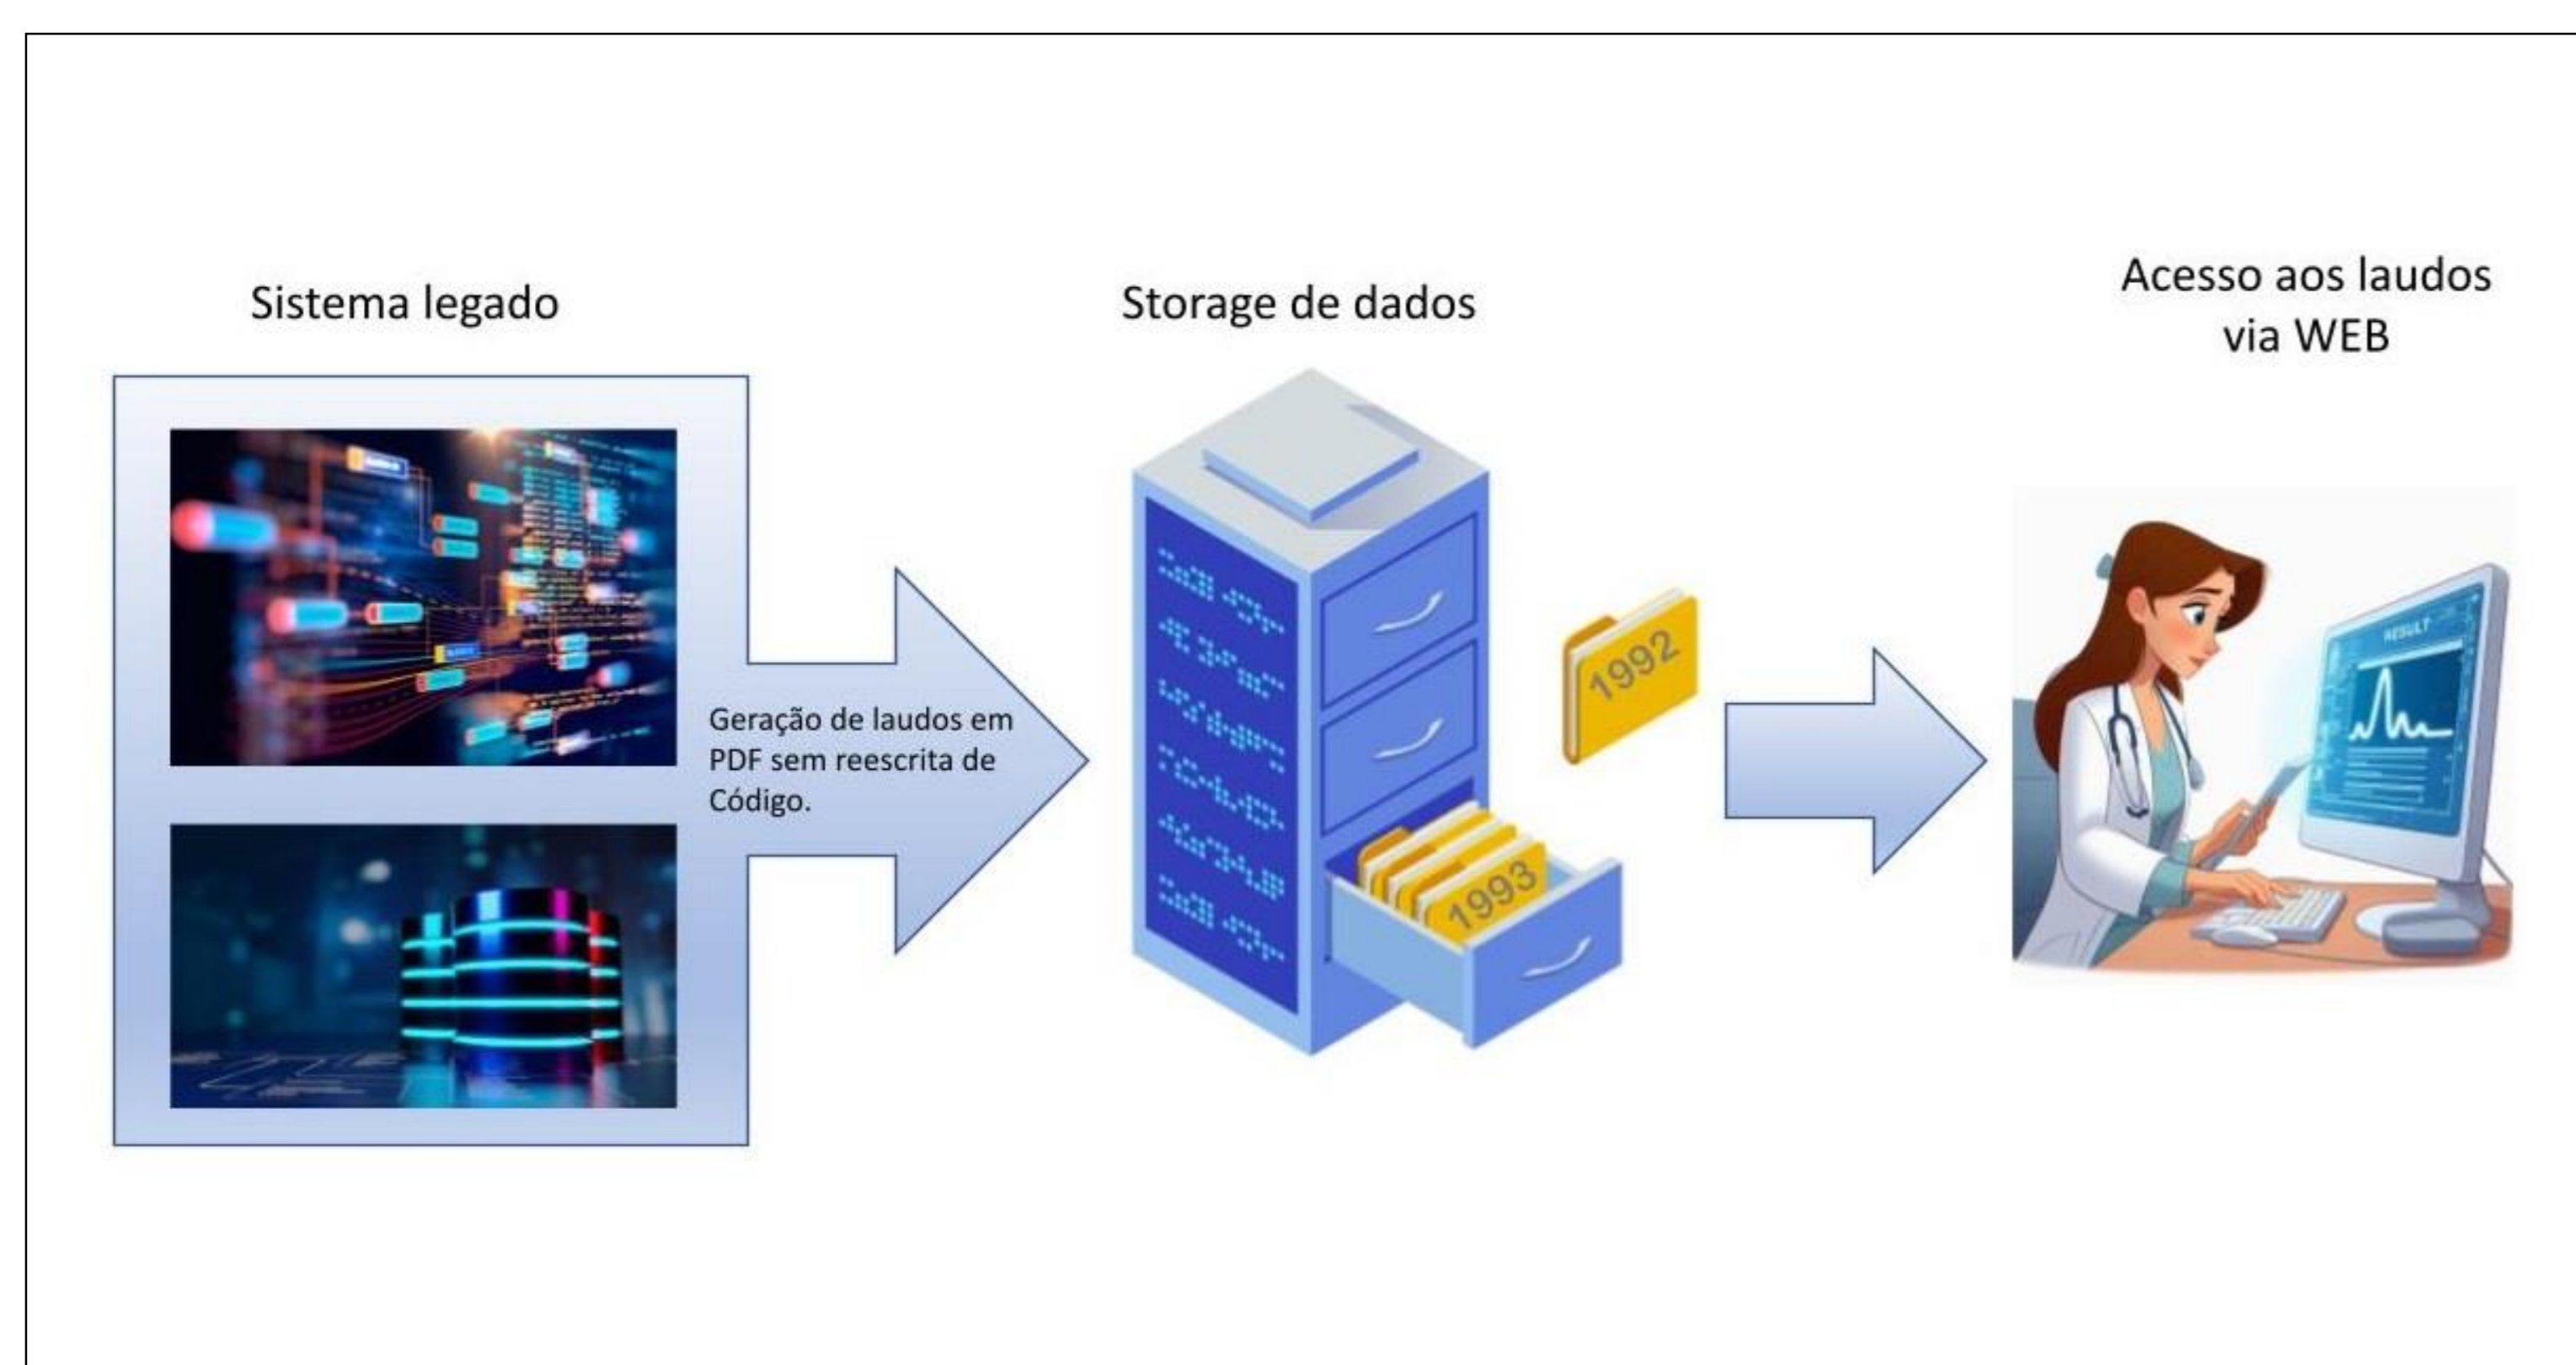 Sistema legado
Storage de dados
Acesso aos laudos
via WEB
Geração de laudos em
PDF sem reescrita de
Código.
1992
1993
RESULT